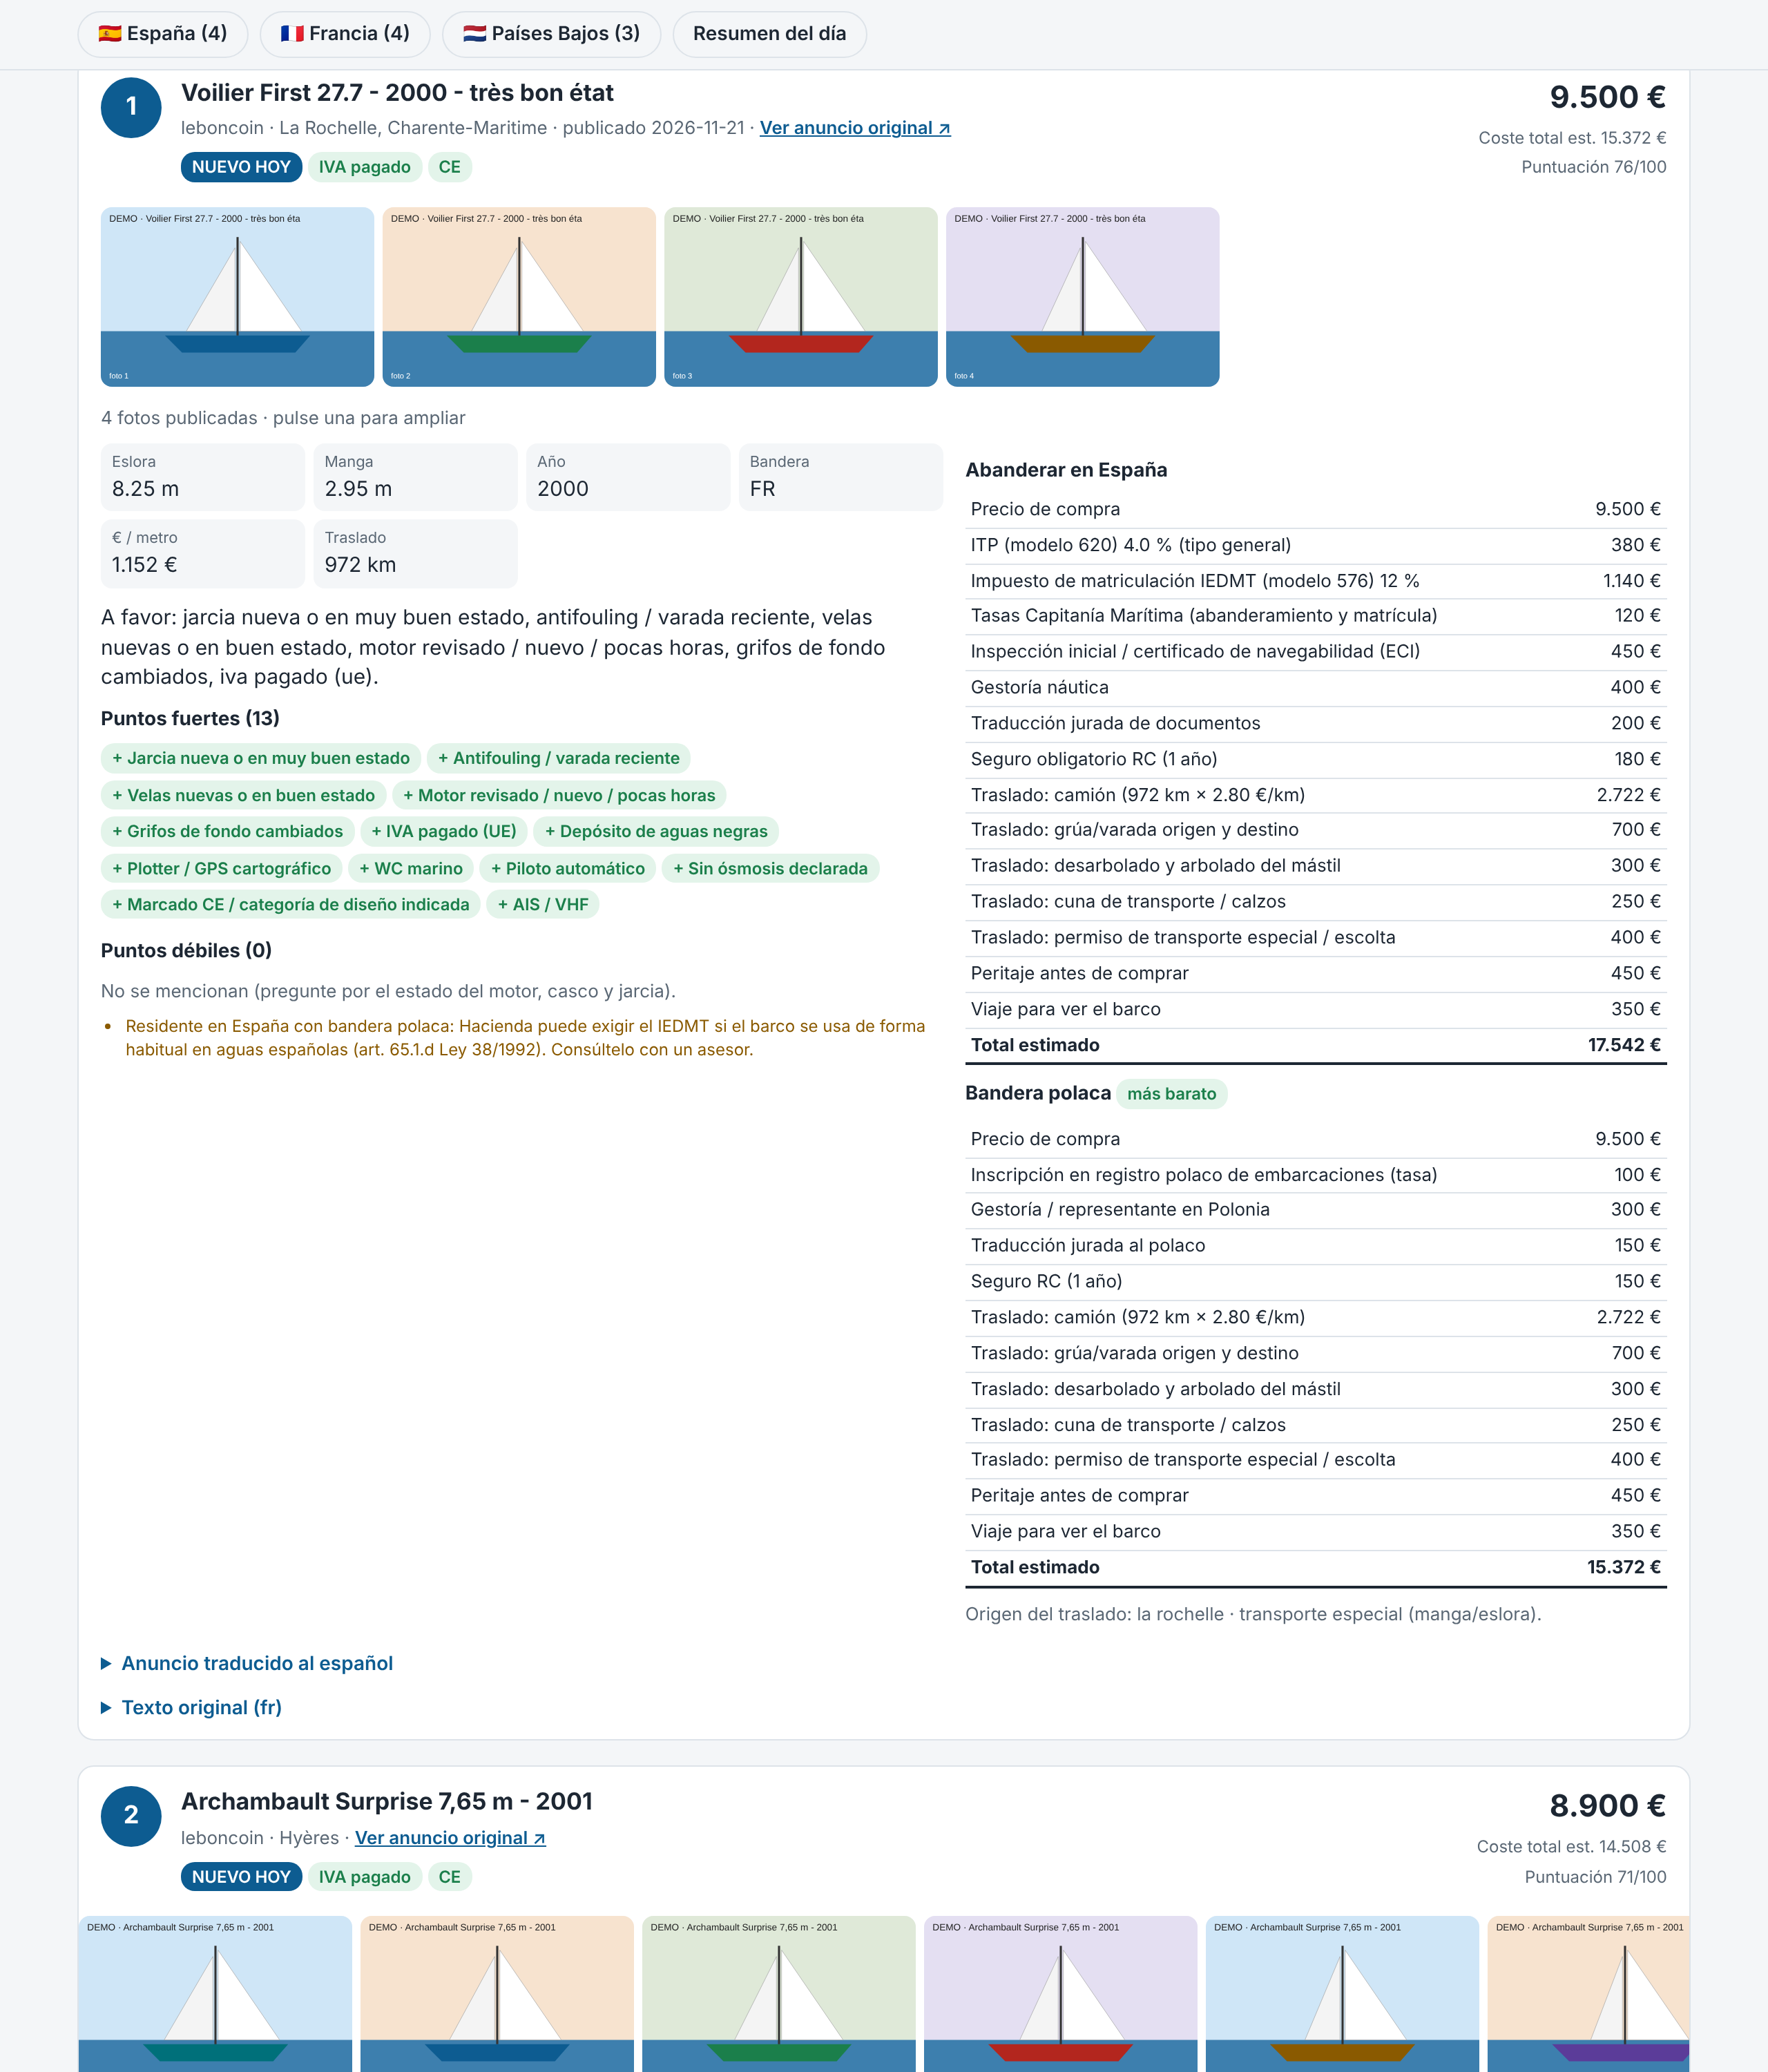 🇪🇸 España (4)
🇫🇷 Francia (4)
🇳🇱 Países Bajos (3)
Resumen del día
1
Voilier First 27.7 - 2000 - très bon état
leboncoin · La Rochelle, Charente-Maritime · publicado 2026-11-21 · Ver anuncio original ↗
NUEVO HOY IVA pagado CE
9.500 €
Coste total est. 15.372 €
Puntuación 76/100
DEMO · Voilier First 27.7 - 2000 - très bon éta
foto 1
DEMO · Voilier First 27.7 - 2000 - très bon éta
foto 2
DEMO · Voilier First 27.7 - 2000 - très bon éta
foto 3
DEMO · Voilier First 27.7 - 2000 - très bon éta
foto 4
4 fotos publicadas · pulse una para ampliar
Eslora
8.25 m
Manga
2.95 m
Año
2000
Bandera
FR
€ / metro
1.152 €
Traslado
972 km
A favor: jarcia nueva o en muy buen estado, antifouling / varada reciente, velas
nuevas o en buen estado, motor revisado / nuevo / pocas horas, grifos de fondo
cambiados, iva pagado (ue).
Puntos fuertes (13)
+ Jarcia nueva o en muy buen estado + Antifouling / varada reciente
+ Velas nuevas o en buen estado + Motor revisado / nuevo / pocas horas
+ Grifos de fondo cambiados + IVA pagado (UE) + Depósito de aguas negras
+ Plotter / GPS cartográfico + WC marino + Piloto automático + Sin ósmosis declarada
+ Marcado CE / categoría de diseño indicada + AIS / VHF
Puntos débiles (0)
No se mencionan (pregunte por el estado del motor, casco y jarcia).
• Residente en España con bandera polaca: Hacienda puede exigir el IEDMT si el barco se usa de forma
habitual en aguas españolas (art. 65.1.d Ley 38/1992). Consúltelo con un asesor.
Abanderar en España
Precio de compra 9.500 €
ITP (modelo 620) 4.0 % (tipo general) 380 €
Impuesto de matriculación IEDMT (modelo 576) 12 % 1.140 €
Tasas Capitanía Marítima (abanderamiento y matrícula) 120 €
Inspección inicial / certificado de navegabilidad (ECI) 450 €
Gestoría náutica 400 €
Traducción jurada de documentos 200 €
Seguro obligatorio RC (1 año) 180 €
Traslado: camión (972 km × 2.80 €/km) 2.722 €
Traslado: grúa/varada origen y destino 700 €
Traslado: desarbolado y arbolado del mástil 300 €
Traslado: cuna de transporte / calzos 250 €
Traslado: permiso de transporte especial / escolta 400 €
Peritaje antes de comprar 450 €
Viaje para ver el barco 350 €
Total estimado 17.542 €
Bandera polaca más barato
Precio de compra 9.500 €
Inscripción en registro polaco de embarcaciones (tasa) 100 €
Gestoría / representante en Polonia 300 €
Traducción jurada al polaco 150 €
Seguro RC (1 año) 150 €
Traslado: camión (972 km × 2.80 €/km) 2.722 €
Traslado: grúa/varada origen y destino 700 €
Traslado: desarbolado y arbolado del mástil 300 €
Traslado: cuna de transporte / calzos 250 €
Traslado: permiso de transporte especial / escolta 400 €
Peritaje antes de comprar 450 €
Viaje para ver el barco 350 €
Total estimado 15.372 €
Origen del traslado: la rochelle · transporte especial (manga/eslora).
▶ Anuncio traducido al español
▶ Texto original (fr)
2
Archambault Surprise 7,65 m - 2001
leboncoin · Hyères · Ver anuncio original ↗
NUEVO HOY IVA pagado CE
8.900 €
Coste total est. 14.508 €
Puntuación 71/100
DEMO · Archambault Surprise 7,65 m - 2001
DEMO · Archambault Surprise 7,65 m - 2001
DEMO · Archambault Surprise 7,65 m - 2001
DEMO · Archambault Surprise 7,65 m - 2001
DEMO · Archambault Surprise 7,65 m - 2001
DEMO · Archambault Surprise 7,65 m - 2001